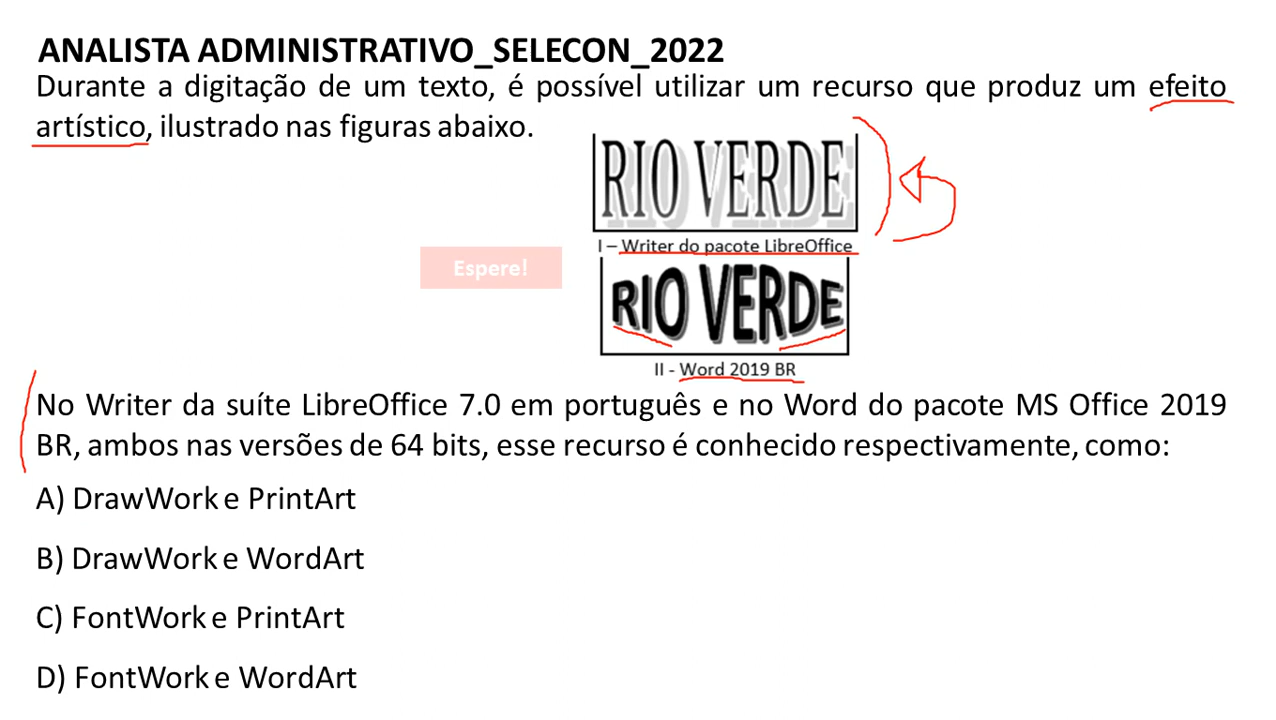 ANALISTA ADMINISTRATIVO_SELECON_2022
Durante a digitação de um texto, é possível utilizar um recurso que produz um efeito
artístico, ilustrado nas figuras abaixo.
RIO VERDE
I – Writer do pacote LibreOffice
Espere!
RIO VERDE
II - Word 2019 BR
No Writer da suíte LibreOffice 7.0 em português e no Word do pacote MS Office 2019
BR, ambos nas versões de 64 bits, esse recurso é conhecido respectivamente, como:
A) DrawWork e PrintArt
B) DrawWork e WordArt
C) FontWork e PrintArt
D) FontWork e WordArt